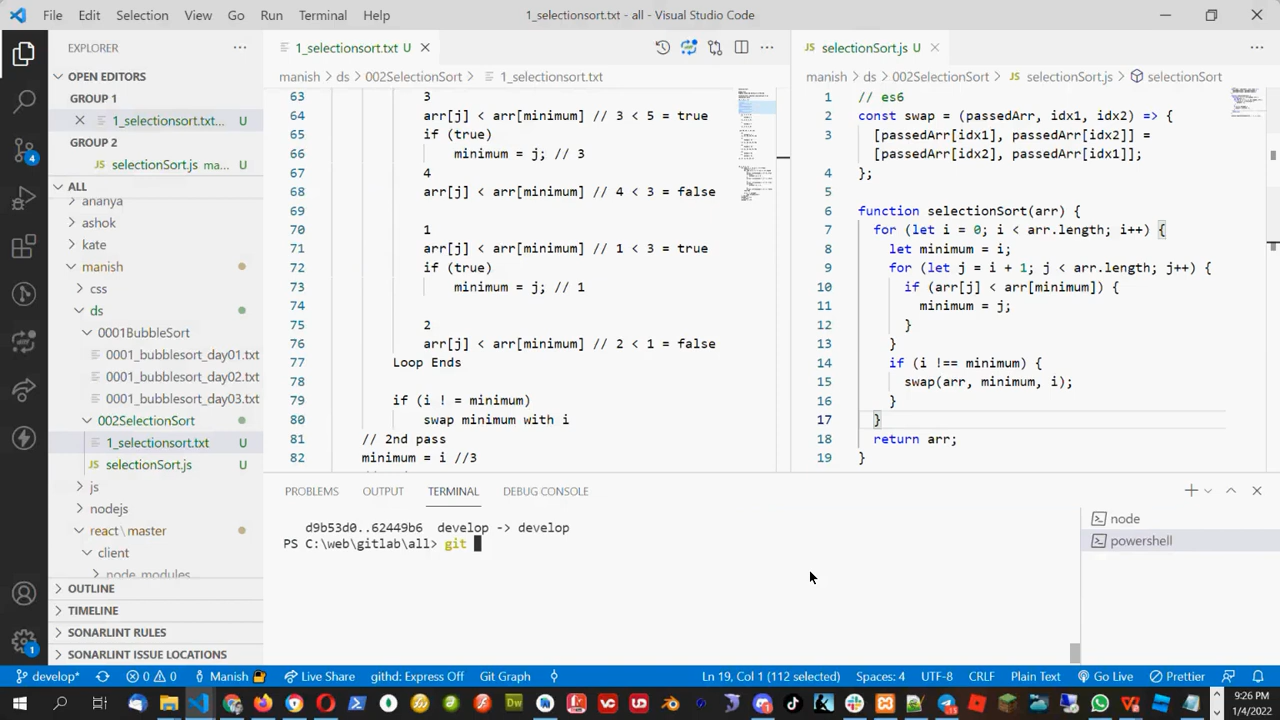 File Edit Selection View Go Run Terminal Help 1_selectionsort.txt - all - Visual Studio Code
EXPLORER
OPEN EDITORS
GROUP 1
1_selectionsort.txt... U
GROUP 2
selectionSort.js man... U
ALL
ananya
ashok
kate
manish
css
ds
0001BubbleSort
0001_bubblesort_day01.txt
0001_bubblesort_day02.txt
0001_bubblesort_day03.txt
002SelectionSort
1_selectionsort.txt U
selectionSort.js U
js
nodejs
react\master
client
node_modules
OUTLINE
TIMELINE
SONARLINT RULES
SONARLINT ISSUE LOCATIONS
4
1
1_selectionsort.txt U
manish > ds > 002SelectionSort > 1_selectionsort.txt
63 3
64 arr[j] < arr[minimum] // 3 < 5 = true
65 if (true)
66 minimum = j; // 3
67 4
68 arr[j] < arr[minimum] // 4 < 3 = false
69
70 1
71 arr[j] < arr[minimum] // 1 < 3 = true
72 if (true)
73 minimum = j; // 1
74
75 2
76 arr[j] < arr[minimum] // 2 < 1 = false
77 Loop Ends
78
79 if (i ! = minimum)
80 swap minimum with i
81 // 2nd pass
82 minimum = i //3
selectionSort.js U
manish > ds > 002SelectionSort > selectionSort.js > selectionSort
1 // es6
2 const swap = (passedArr, idx1, idx2) => {
3 [passedArr[idx1], passedArr[idx2]] =
[passedArr[idx2], passedArr[idx1]];
4 };
5
6 function selectionSort(arr) {
7 for (let i = 0; i < arr.length; i++) {
8 let minimum = i;
9 for (let j = i + 1; j < arr.length; j++) {
10 if (arr[j] < arr[minimum]) {
11 minimum = j;
12 }
13 }
14 if (i !== minimum) {
15 swap(arr, minimum, i);
16 }
17 }
18 return arr;
19 }
PROBLEMS OUTPUT TERMINAL DEBUG CONSOLE
d9b53d0..62449b6 develop -> develop
PS C:\web\gitlab\all> git
node
powershell
develop* 0 0 Manish Live Share githd: Express Off Git Graph Ln 19, Col 1 (112 selected) Spaces: 4 UTF-8 CRLF Plain Text Go Live Prettier
9:26 PM
1/4/2022